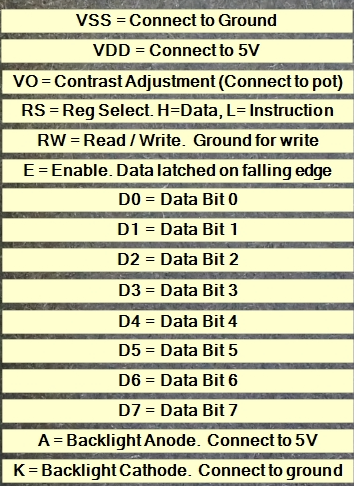 VSS = Connect to Ground
VDD = Connect to 5V
VO = Contrast Adjustment (Connect to pot)
RS = Reg Select. H=Data, L= Instruction
RW = Read / Write. Ground for write
E = Enable. Data latched on falling edge
D0 = Data Bit 0
D1 = Data Bit 1
D2 = Data Bit 2
D3 = Data Bit 3
D4 = Data Bit 4
D5 = Data Bit 5
D6 = Data Bit 6
D7 = Data Bit 7
A = Backlight Anode. Connect to 5V
K = Backlight Cathode. Connect to ground